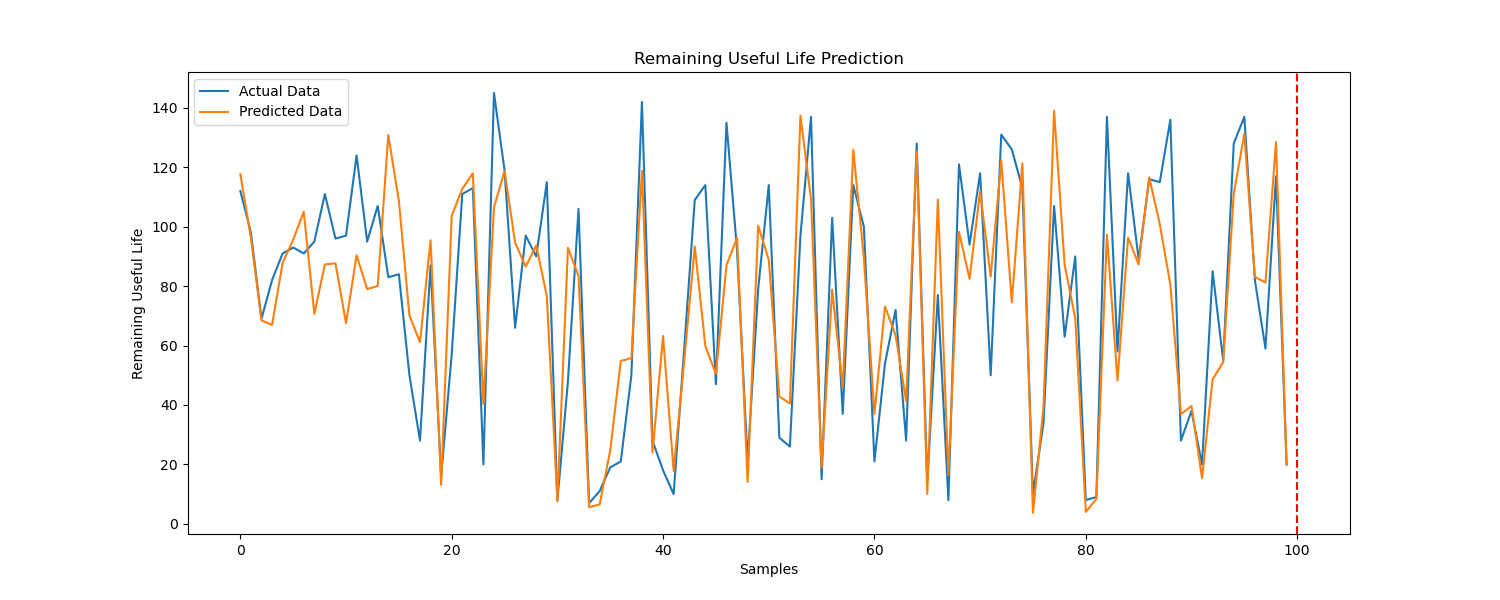 Remaining Useful Life Prediction
Actual Data
Predicted Data
Remaining Useful Life
140
120
100
80
60
40
20
0
0 20 40 60 80 100
Samples